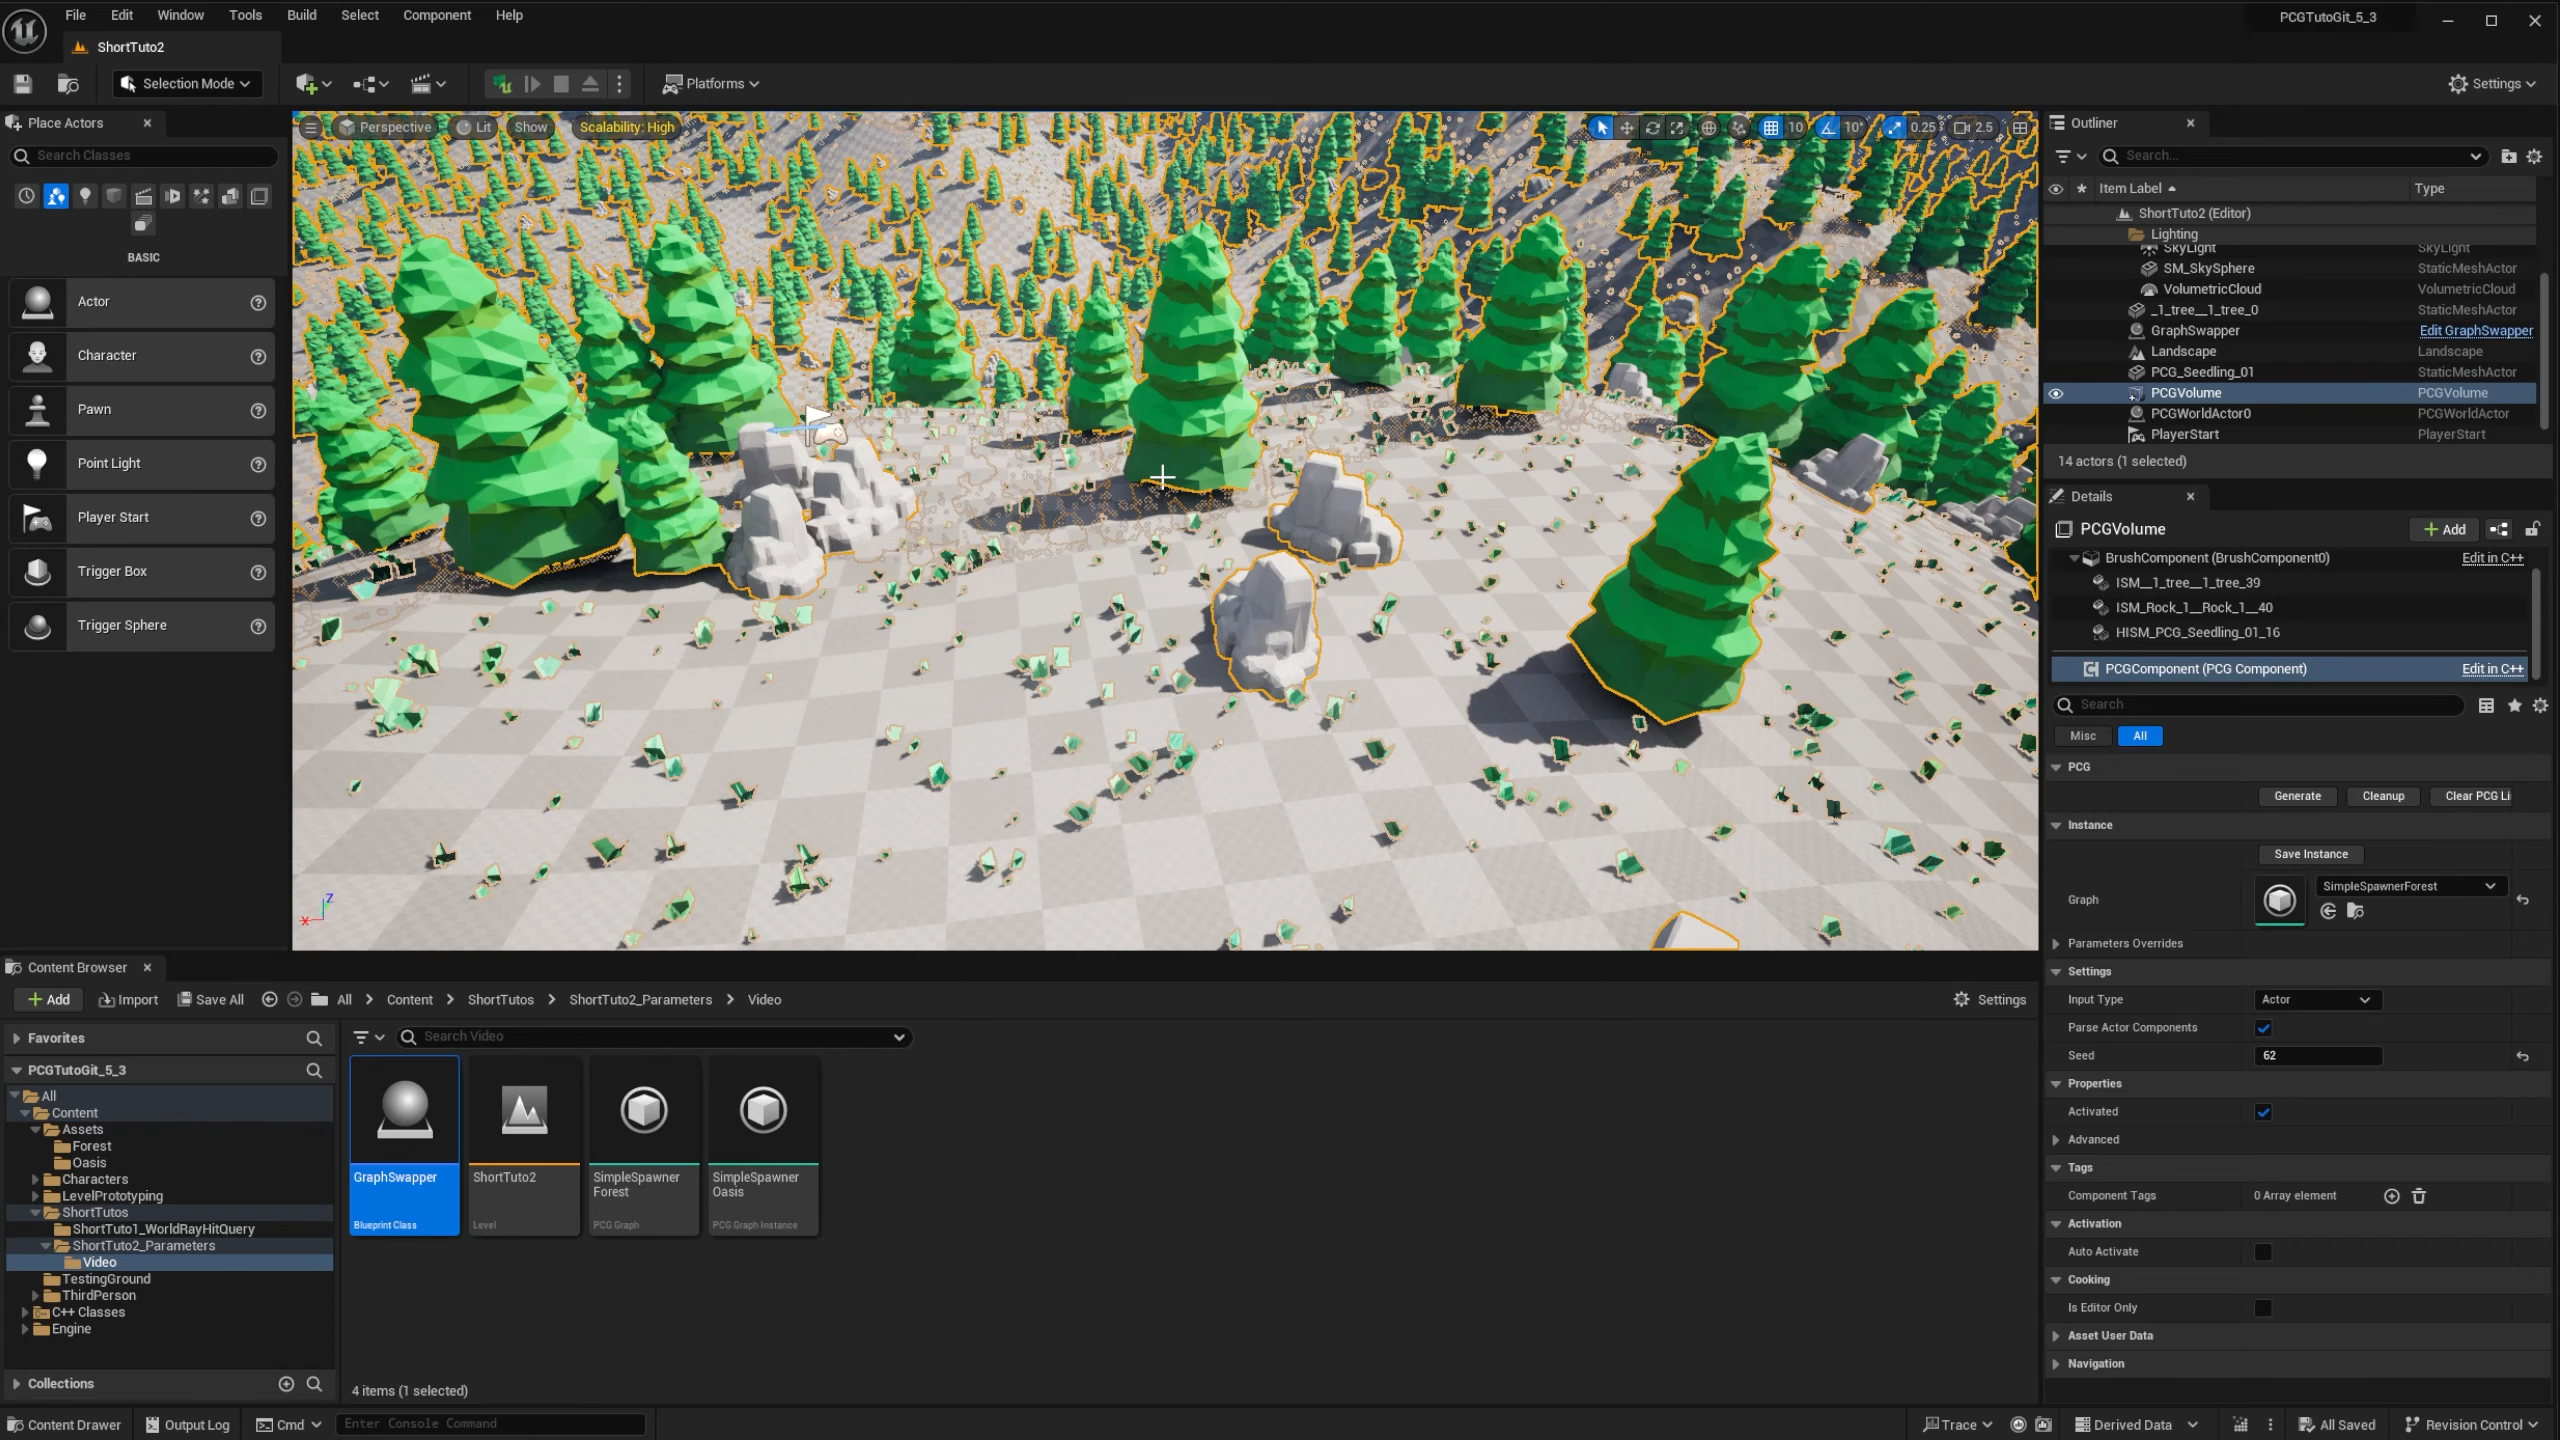 File Edit Window Tools Build Select Component Help
PCGTutoGit_5_3
ShortTuto2
Selection Mode
Platforms
Settings
Place Actors
Search Classes
BASIC
Actor
Character
Pawn
Point Light
Player Start
Trigger Box
Trigger Sphere
Perspective Lit Show Scalability: High
10 10° 0.25 2.5
Z
X
Outliner
Search...
Item Label Type
ShortTuto2 (Editor)
Lighting
SkyLight SkyLight
SM_SkySphere StaticMeshActor
VolumetricCloud VolumetricCloud
_1_tree__1_tree_0 StaticMeshActor
GraphSwapper Edit GraphSwapper
Landscape Landscape
PCG_Seedling_01 StaticMeshActor
PCGVolume PCGVolume
PCGWorldActor0 PCGWorldActor
PlayerStart PlayerStart
14 actors (1 selected)
Details
PCGVolume
Add
BrushComponent (BrushComponent0) Edit in C++
ISM__1_tree__1_tree_39
ISM_Rock_1__Rock_1__40
HISM_PCG_Seedling_01_16
PCGComponent (PCG Component) Edit in C++
Search
Misc All
PCG
Generate Cleanup Clear PCG Li
Instance
Save Instance
Graph
SimpleSpawnerForest
Parameters Overrides
Settings
Input Type Actor
Parse Actor Components
Seed 62
Properties
Activated
Advanced
Tags
Component Tags 0 Array element
Activation
Auto Activate
Cooking
Is Editor Only
Asset User Data
Navigation
Content Browser
Add Import Save All All Content ShortTutos ShortTuto2_Parameters Video
Settings
Favorites
Search Video
PCGTutoGit_5_3
All
Content
Assets
Forest
Oasis
Characters
LevelPrototyping
ShortTutos
ShortTuto1_WorldRayHitQuery
ShortTuto2_Parameters
Video
TestingGround
ThirdPerson
C++ Classes
Engine
Collections
GraphSwapper
Blueprint Class
ShortTuto2
Level
SimpleSpawner
Forest
PCG Graph
SimpleSpawner
Oasis
PCG Graph Instance
4 items (1 selected)
Content Drawer Output Log Cmd Enter Console Command
Trace Derived Data All Saved Revision Control